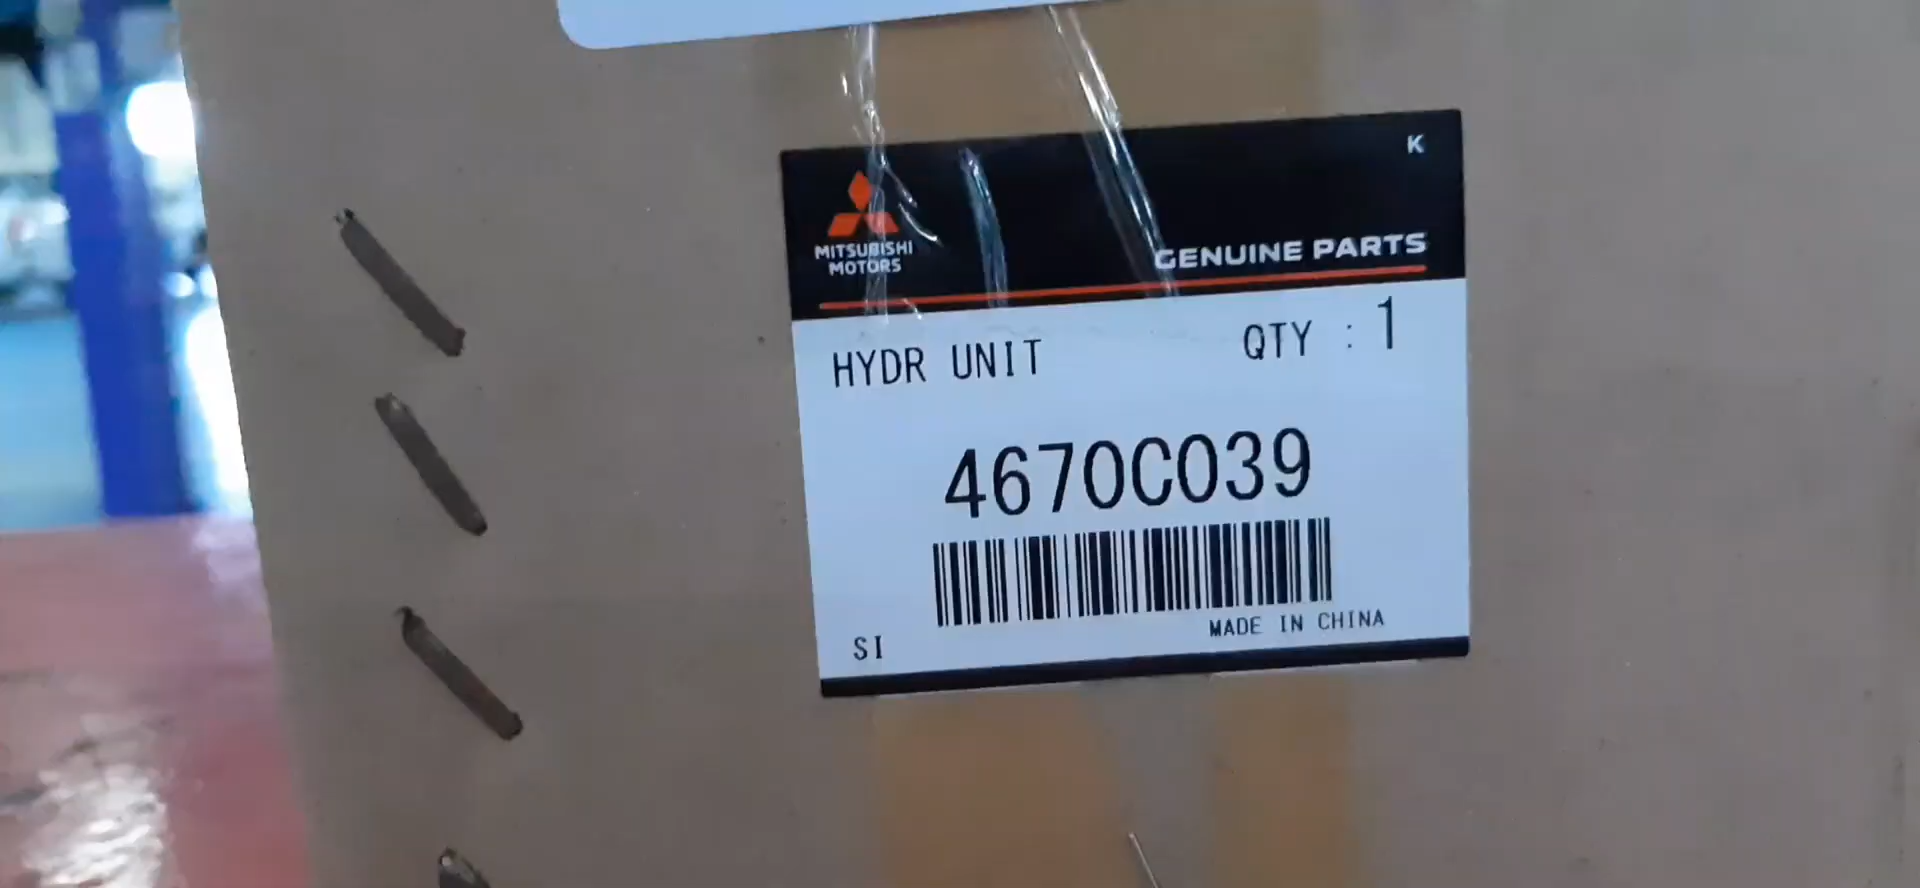 K
MITSUBISHI
MOTORS
GENUINE PARTS
HYDR UNIT
QTY : 1
4670C039
SI
MADE IN CHINA